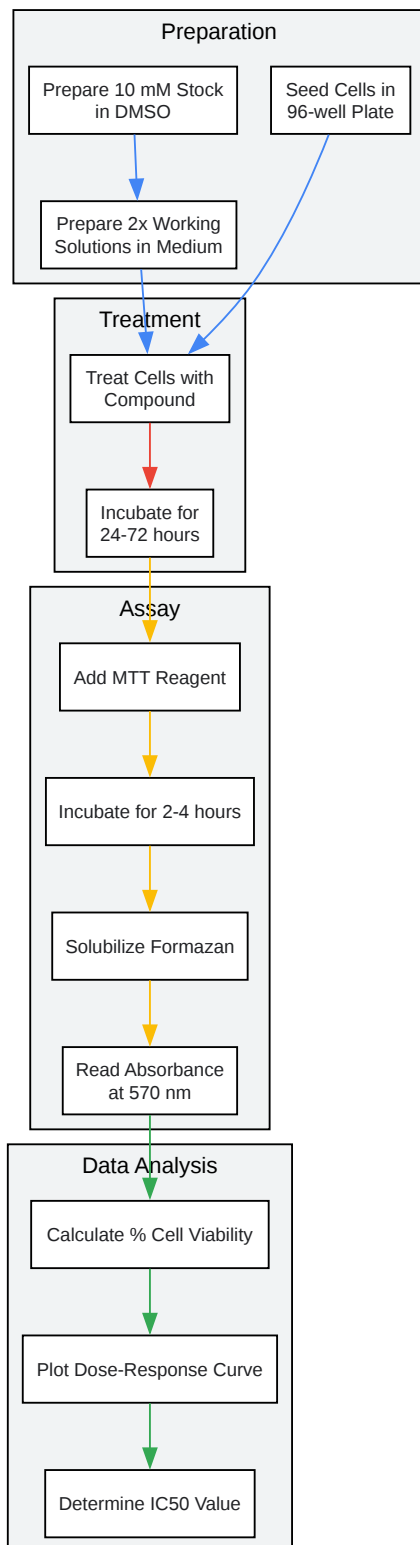 Preparation
Prepare 10 mM Stock
in DMSO
Seed Cells in
96-well Plate
Prepare 2x Working
Solutions in Medium
Treatment
Treat Cells with
Compound
Incubate for
24-72 hours
Assay
Add MTT Reagent
Incubate for 2-4 hours
Solubilize Formazan
Read Absorbance
at 570 nm
Data Analysis
Calculate % Cell Viability
Plot Dose-Response Curve
Determine IC50 Value